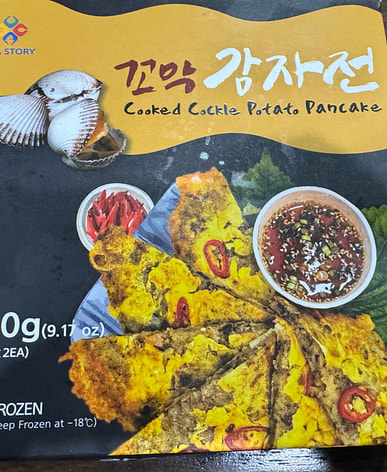 A STORY
꼬막 감자전
Cooked Cockle Potato Pancake
0g(9.17 oz)
2EA)
ROZEN
eep Frozen at -18℃)